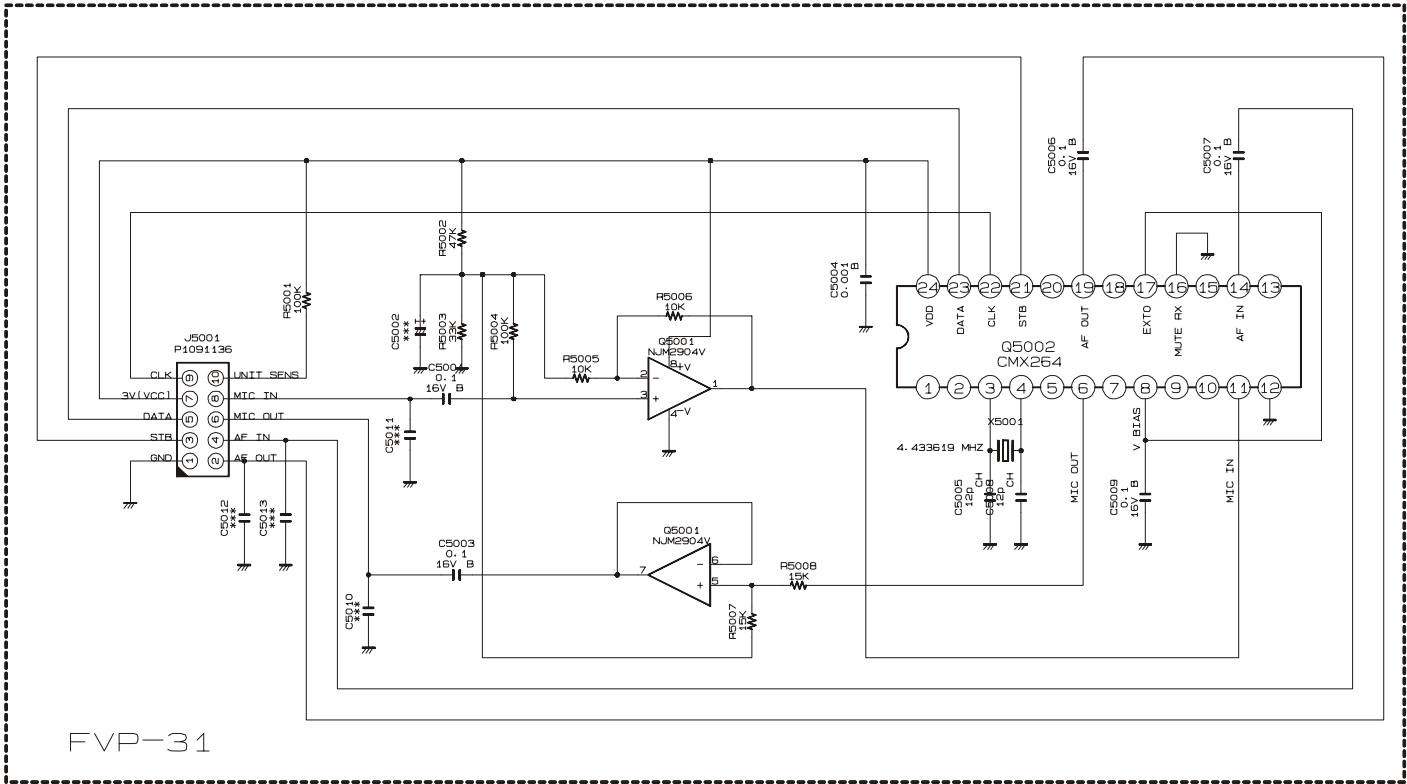 J5001
P1091136
CLK 9 10 UNIT SENS
3V(VCC) 7 8 MIC IN
DATA 5 6 MIC OUT
STB 3 4 AF IN
GND 1 2 AF OUT
R5001
100K
C5012
***
C5013
***
C5010
***
C5011
***
C5002
***
+
R5002
47K
R5003
33K
R5004
100K
0.1
16V B
R5005
10K
R5006
10K
Q5001
NJM2904V
8 +V
2 -
3 +
1
4 -V
C5003
0.1
16V B
Q5001
NJM2904V
7
- 6
+ 5
R5007
15K
R5008
15K
C5004
0.001
B
C5006
0.1
16V B
C5007
0.1
16V B
24 23 22 21 20 19 18 17 16 15 14 13
VDD
DATA
CLK
STB
AF OUT
EXTO
MUTE RX
AF IN
Q5002
CMX264
1 2 3 4 5 6 7 8 9 10 11 12
X5001
4.433619 MHZ
C5005
12p
CH
12p
CH
MIC OUT
V BIAS
C5009
0.1
16V B
MIC IN
FVP-31